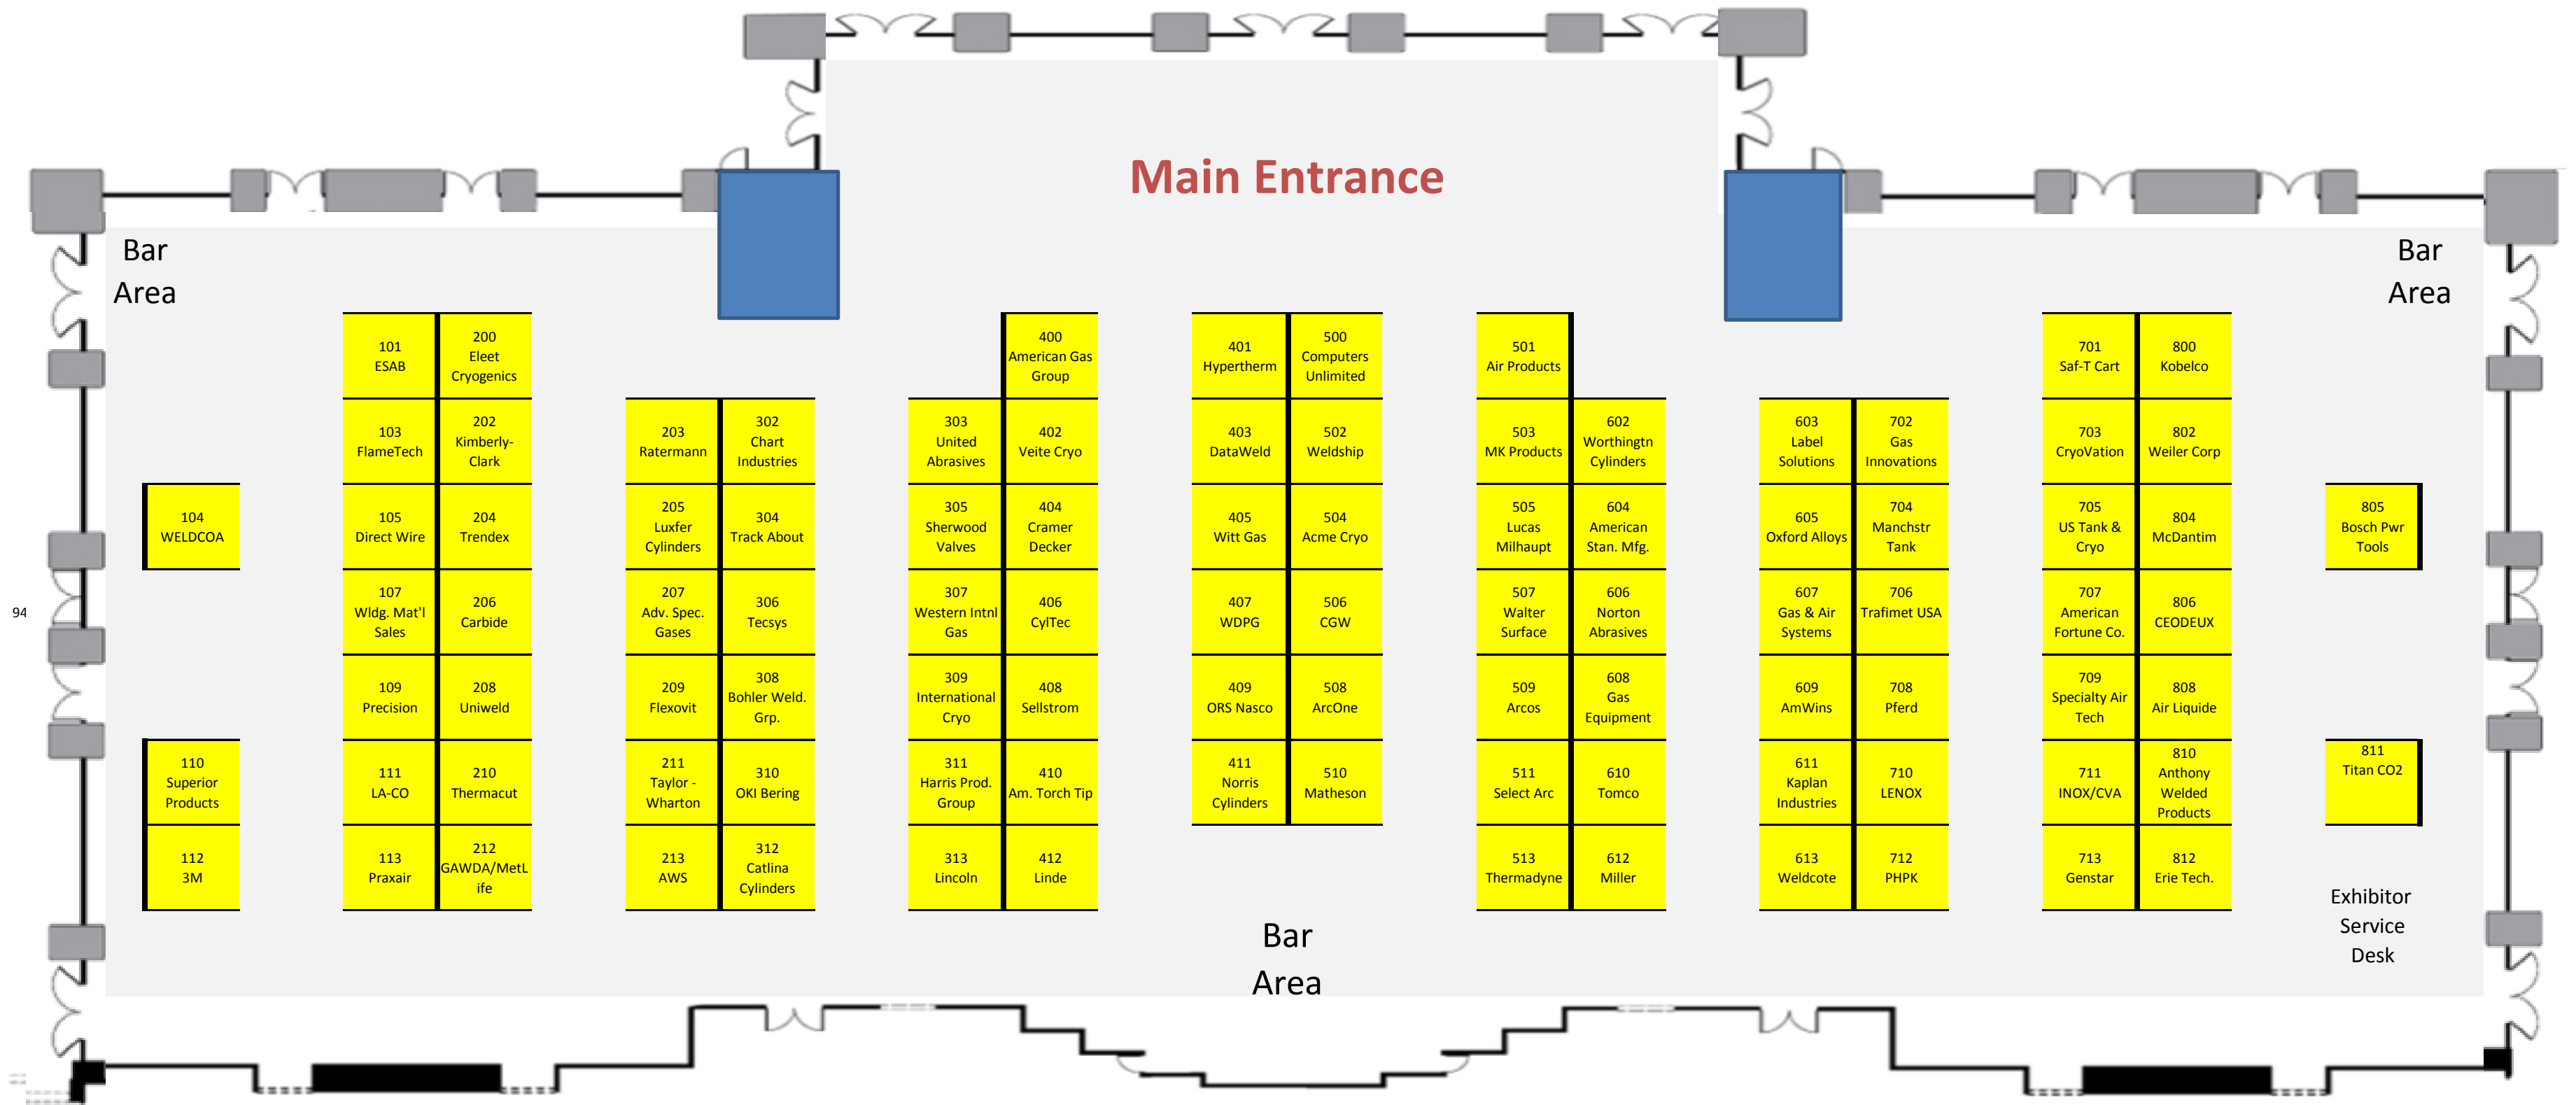 Main Entrance
Bar
Area
Bar
Area
101
ESAB
200
Eleet
Cryogenics
400
American Gas
Group
401
Hypertherm
500
Computers
Unlimited
501
Air Products
701
Saf-T Cart
800
Kobelco
103
FlameTech
202
Kimberly-
Clark
203
Ratermann
302
Chart
Industries
303
United
Abrasives
402
Veite Cryo
403
DataWeld
502
Weldship
503
MK Products
602
Worthingtn
Cylinders
603
Label
Solutions
702
Gas
Innovations
703
CryoVation
802
Weiler Corp
104
WELDCOA
105
Direct Wire
204
Trendex
205
Luxfer
Cylinders
304
Track About
305
Sherwood
Valves
404
Cramer
Decker
405
Witt Gas
504
Acme Cryo
505
Lucas
Milhaupt
604
American
Stan. Mfg.
605
Oxford Alloys
704
Manchstr
Tank
705
US Tank &
Cryo
804
McDantim
805
Bosch Pwr
Tools
94
107
Wldg. Mat'l
Sales
206
Carbide
207
Adv. Spec.
Gases
306
Tecsys
307
Western Intnl
Gas
406
CylTec
407
WDPG
506
CGW
507
Walter
Surface
606
Norton
Abrasives
607
Gas & Air
Systems
706
Trafimet USA
707
American
Fortune Co.
806
CEODEUX
109
Precision
208
Uniweld
209
Flexovit
308
Bohler Weld.
Grp.
309
International
Cryo
408
Sellstrom
409
ORS Nasco
508
ArcOne
509
Arcos
608
Gas
Equipment
609
AmWins
708
Pferd
709
Specialty Air
Tech
808
Air Liquide
110
Superior
Products
111
LA-CO
210
Thermacut
211
Taylor -
Wharton
310
OKI Bering
311
Harris Prod.
Group
410
Am. Torch Tip
411
Norris
Cylinders
510
Matheson
511
Select Arc
610
Tomco
611
Kaplan
Industries
710
LENOX
711
INOX/CVA
810
Anthony
Welded
Products
811
Titan CO2
112
3M
113
Praxair
212
GAWDA/MetL
ife
213
AWS
312
Catlina
Cylinders
313
Lincoln
412
Linde
513
Thermadyne
612
Miller
613
Weldcote
712
PHPK
713
Genstar
812
Erie Tech.
Bar
Area
Exhibitor
Service
Desk